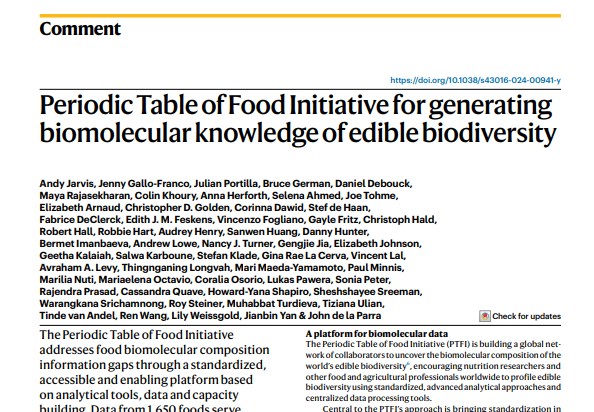 Comment
https://doi.org/10.1038/s43016-024-00941-y
Periodic Table of Food Initiative for generating
biomolecular knowledge of edible biodiversity
Andy Jarvis, Jenny Gallo-Franco, Julian Portilla, Bruce German, Daniel Debouck,
Maya Rajasekharan, Colin Khoury, Anna Herforth, Selena Ahmed, Joe Tohme,
Elizabeth Arnaud, Christopher D. Golden, Corinna Dawid, Stef de Haan,
Fabrice DeClerck, Edith J. M. Feskens, Vincenzo Fogliano, Gayle Fritz, Christoph Hald,
Robert Hall, Robbie Hart, Audrey Henry, Sanwen Huang, Danny Hunter,
Bermet Imanbaeva, Andrew Lowe, Nancy J. Turner, Gengjie Jia, Elizabeth Johnson,
Geetha Kalaiah, Salwa Karboune, Stefan Klade, Gina Rae La Cerva, Vincent Lal,
Avraham A. Levy, Thingnganing Longvah, Mari Maeda-Yamamoto, Paul Minnis,
Marilia Nuti, Mariaelena Octavio, Coralia Osorio, Lukas Pawera, Sonia Peter,
Rajendra Prasad, Cassandra Quave, Howard-Yana Shapiro, Sheshshayee Sreeman,
Warangkana Srichamnong, Roy Steiner, Muhabbat Turdieva, Tiziana Ulian,
Tinde van Andel, Ren Wang, Lily Weissgold, Jianbin Yan & John de la Parra
Check for updates
The Periodic Table of Food Initiative
addresses food biomolecular composition
information gaps through a standardized,
accessible and enabling platform based
on analytical tools, data and capacity
building. Data from 1,650 foods serve
A platform for biomolecular data
The Periodic Table of Food Initiative (PTFI) is building a global net-
work of collaborators to uncover the biomolecular composition of the
world's edible biodiversity, encouraging nutrition researchers and
other food and agricultural professionals worldwide to profile edible
biodiversity using standardized, advanced analytical approaches and
centralized data processing tools.
Central to the PTFI's approach is bringing standardization in